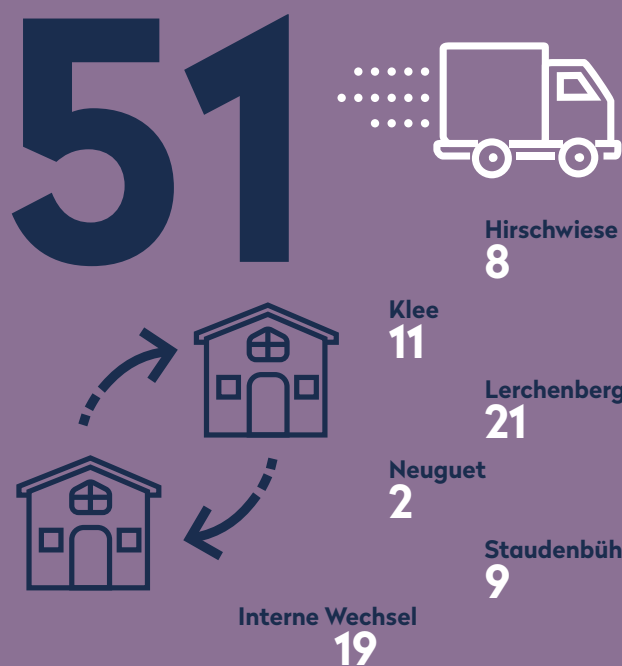 51
Hirschwiese
8
Klee
11
Lerchenberg
21
Neuguet
2
Staudenbüh
9
Interne Wechsel
19